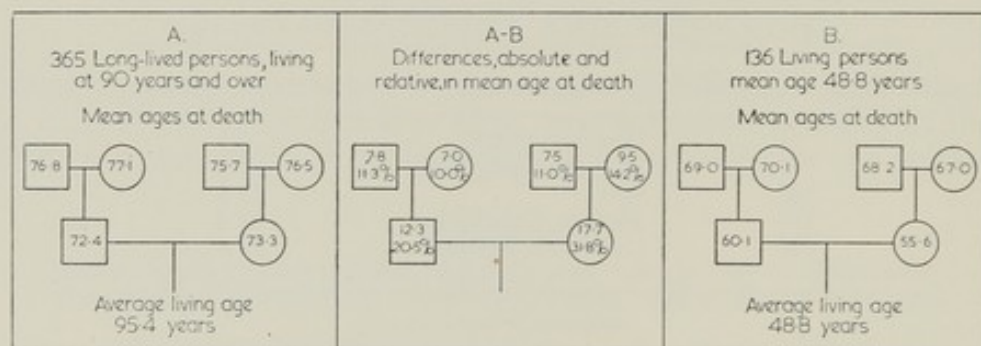 A.
365 Long-lived persons, living
at 90 years and over
Mean ages at death
76·8 77·1 75·7 76·5
72·4 73·3
Average living age
95·4 years
A-B
Differences, absolute and
relative, in mean age at death
7·8 7·0 7·5 9·5
11·3% 10·0% 11·0% 14·2%
12·3 17·7
20·5% 31·8%
B.
136 Living persons
mean age 48·8 years
Mean ages at death
69·0 70·1 68·2 67·0
60·1 55·6
Average living age
48·8 years